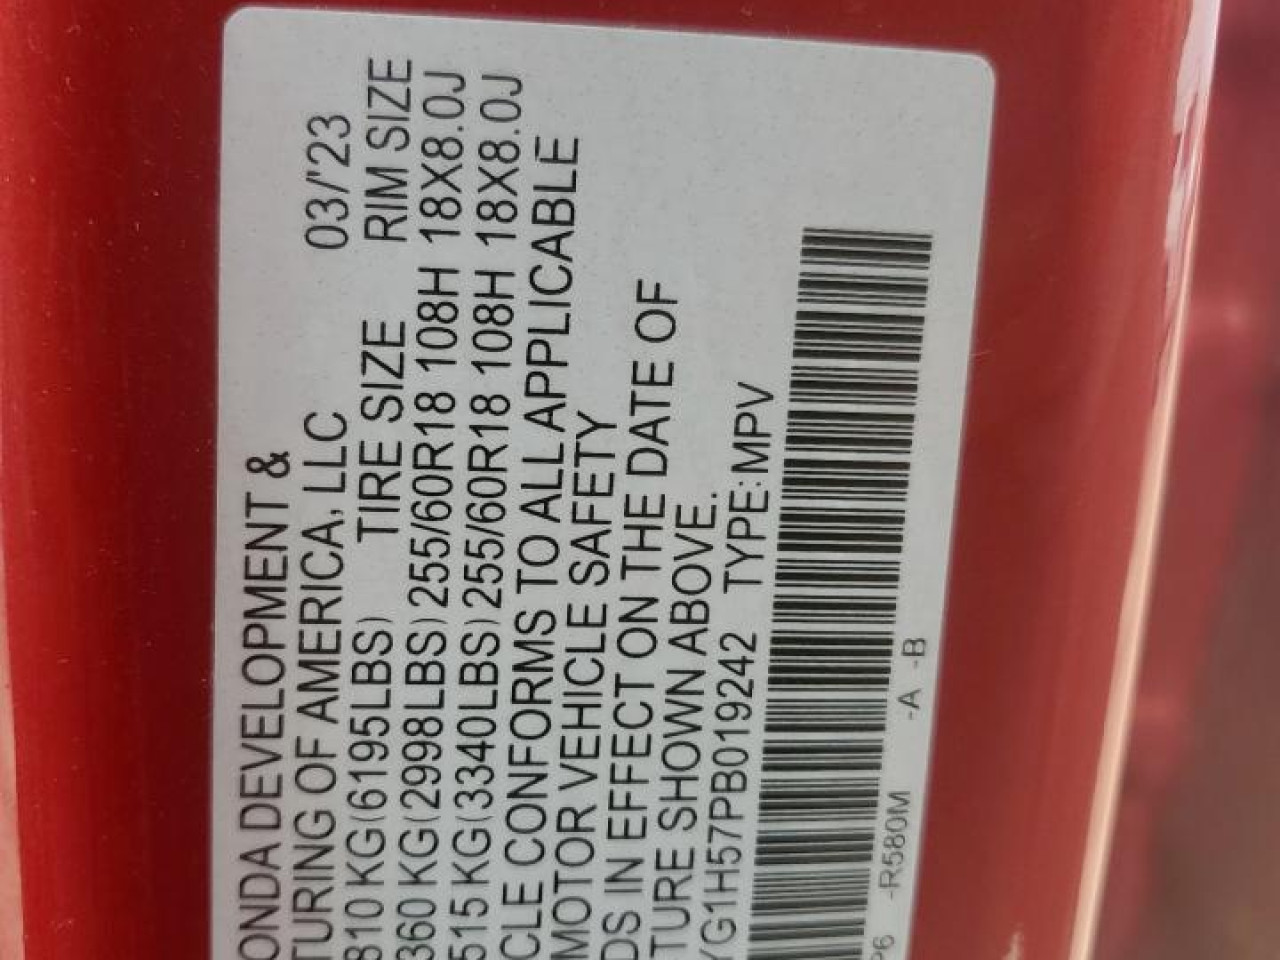 ONDA DEVELOPMENT &
TURING OF AMERICA, LLC 03/'23
810 KG (6195LBS) TIRE SIZE RIM SIZE
360 KG (2998LBS) 255/60R18 108H 18X8.0J
515 KG (3340LBS) 255/60R18 108H 18X8.0J
CLE CONFORMS TO ALL APPLICABLE
MOTOR VEHICLE SAFETY
DS IN EFFECT ON THE DATE OF
TURE SHOWN ABOVE.
YG1H57PB019242 TYPE: MPV
P6 -R580M -A -B